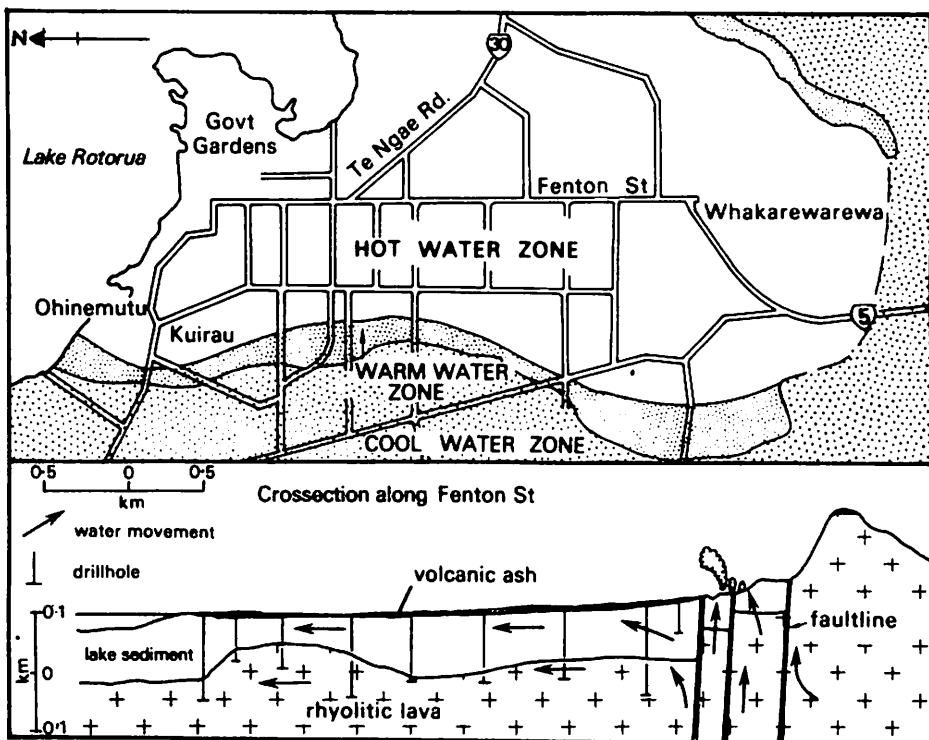 N
30
Govt
Gardens
Te Ngae Rd.
Lake Rotorua
Fenton St
Whakarewarewa
HOT WATER ZONE
Ohinemutu
5
Kuirau
WARM WATER
ZONE
COOL WATER ZONE
0·5 0 0·5
km
Crossection along Fenton St
water movement
drillhole
volcanic ash
0·1
faultline
km
lake sediment
0
rhyolitic lava
0·1